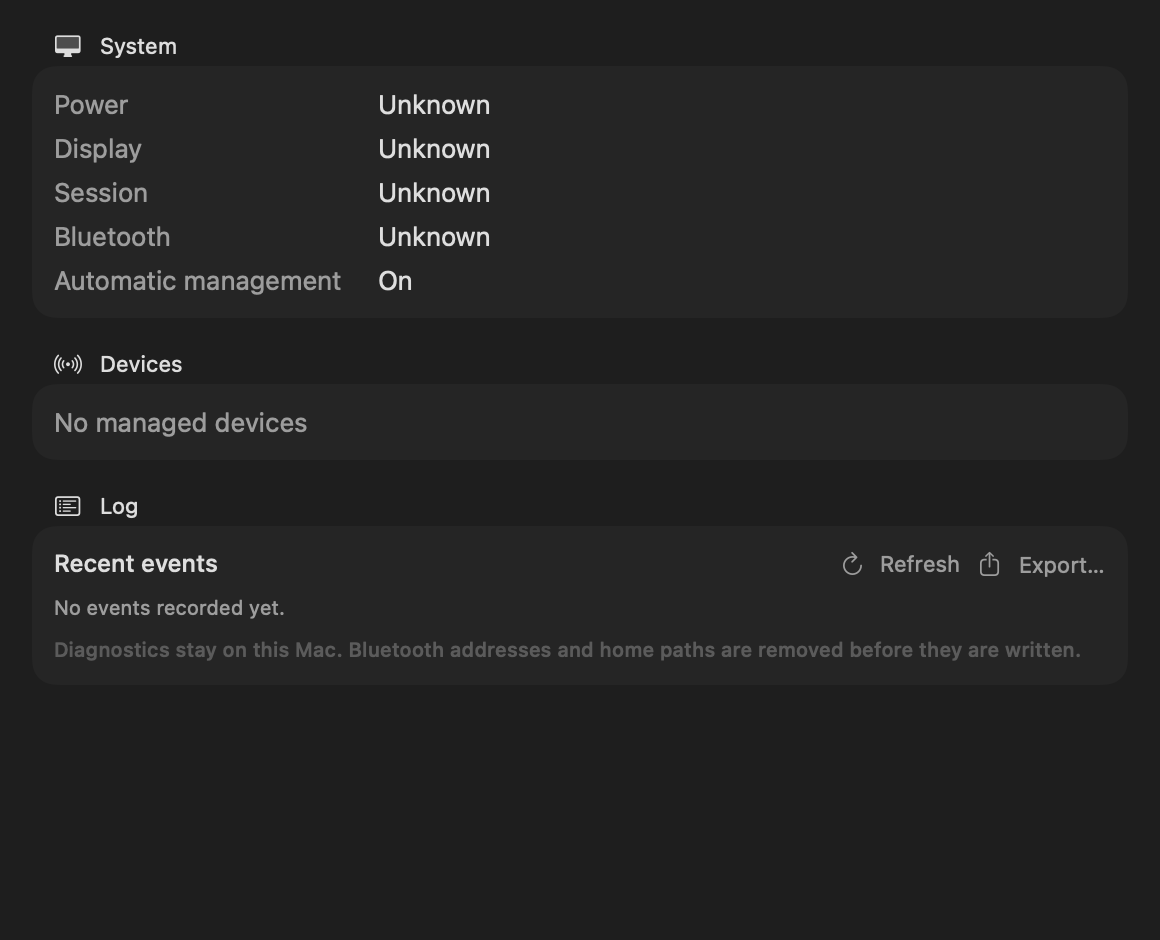 System
Power Unknown
Display Unknown
Session Unknown
Bluetooth Unknown
Automatic management On
Devices
No managed devices
Log
Recent events Refresh Export...
No events recorded yet.
Diagnostics stay on this Mac. Bluetooth addresses and home paths are removed before they are written.